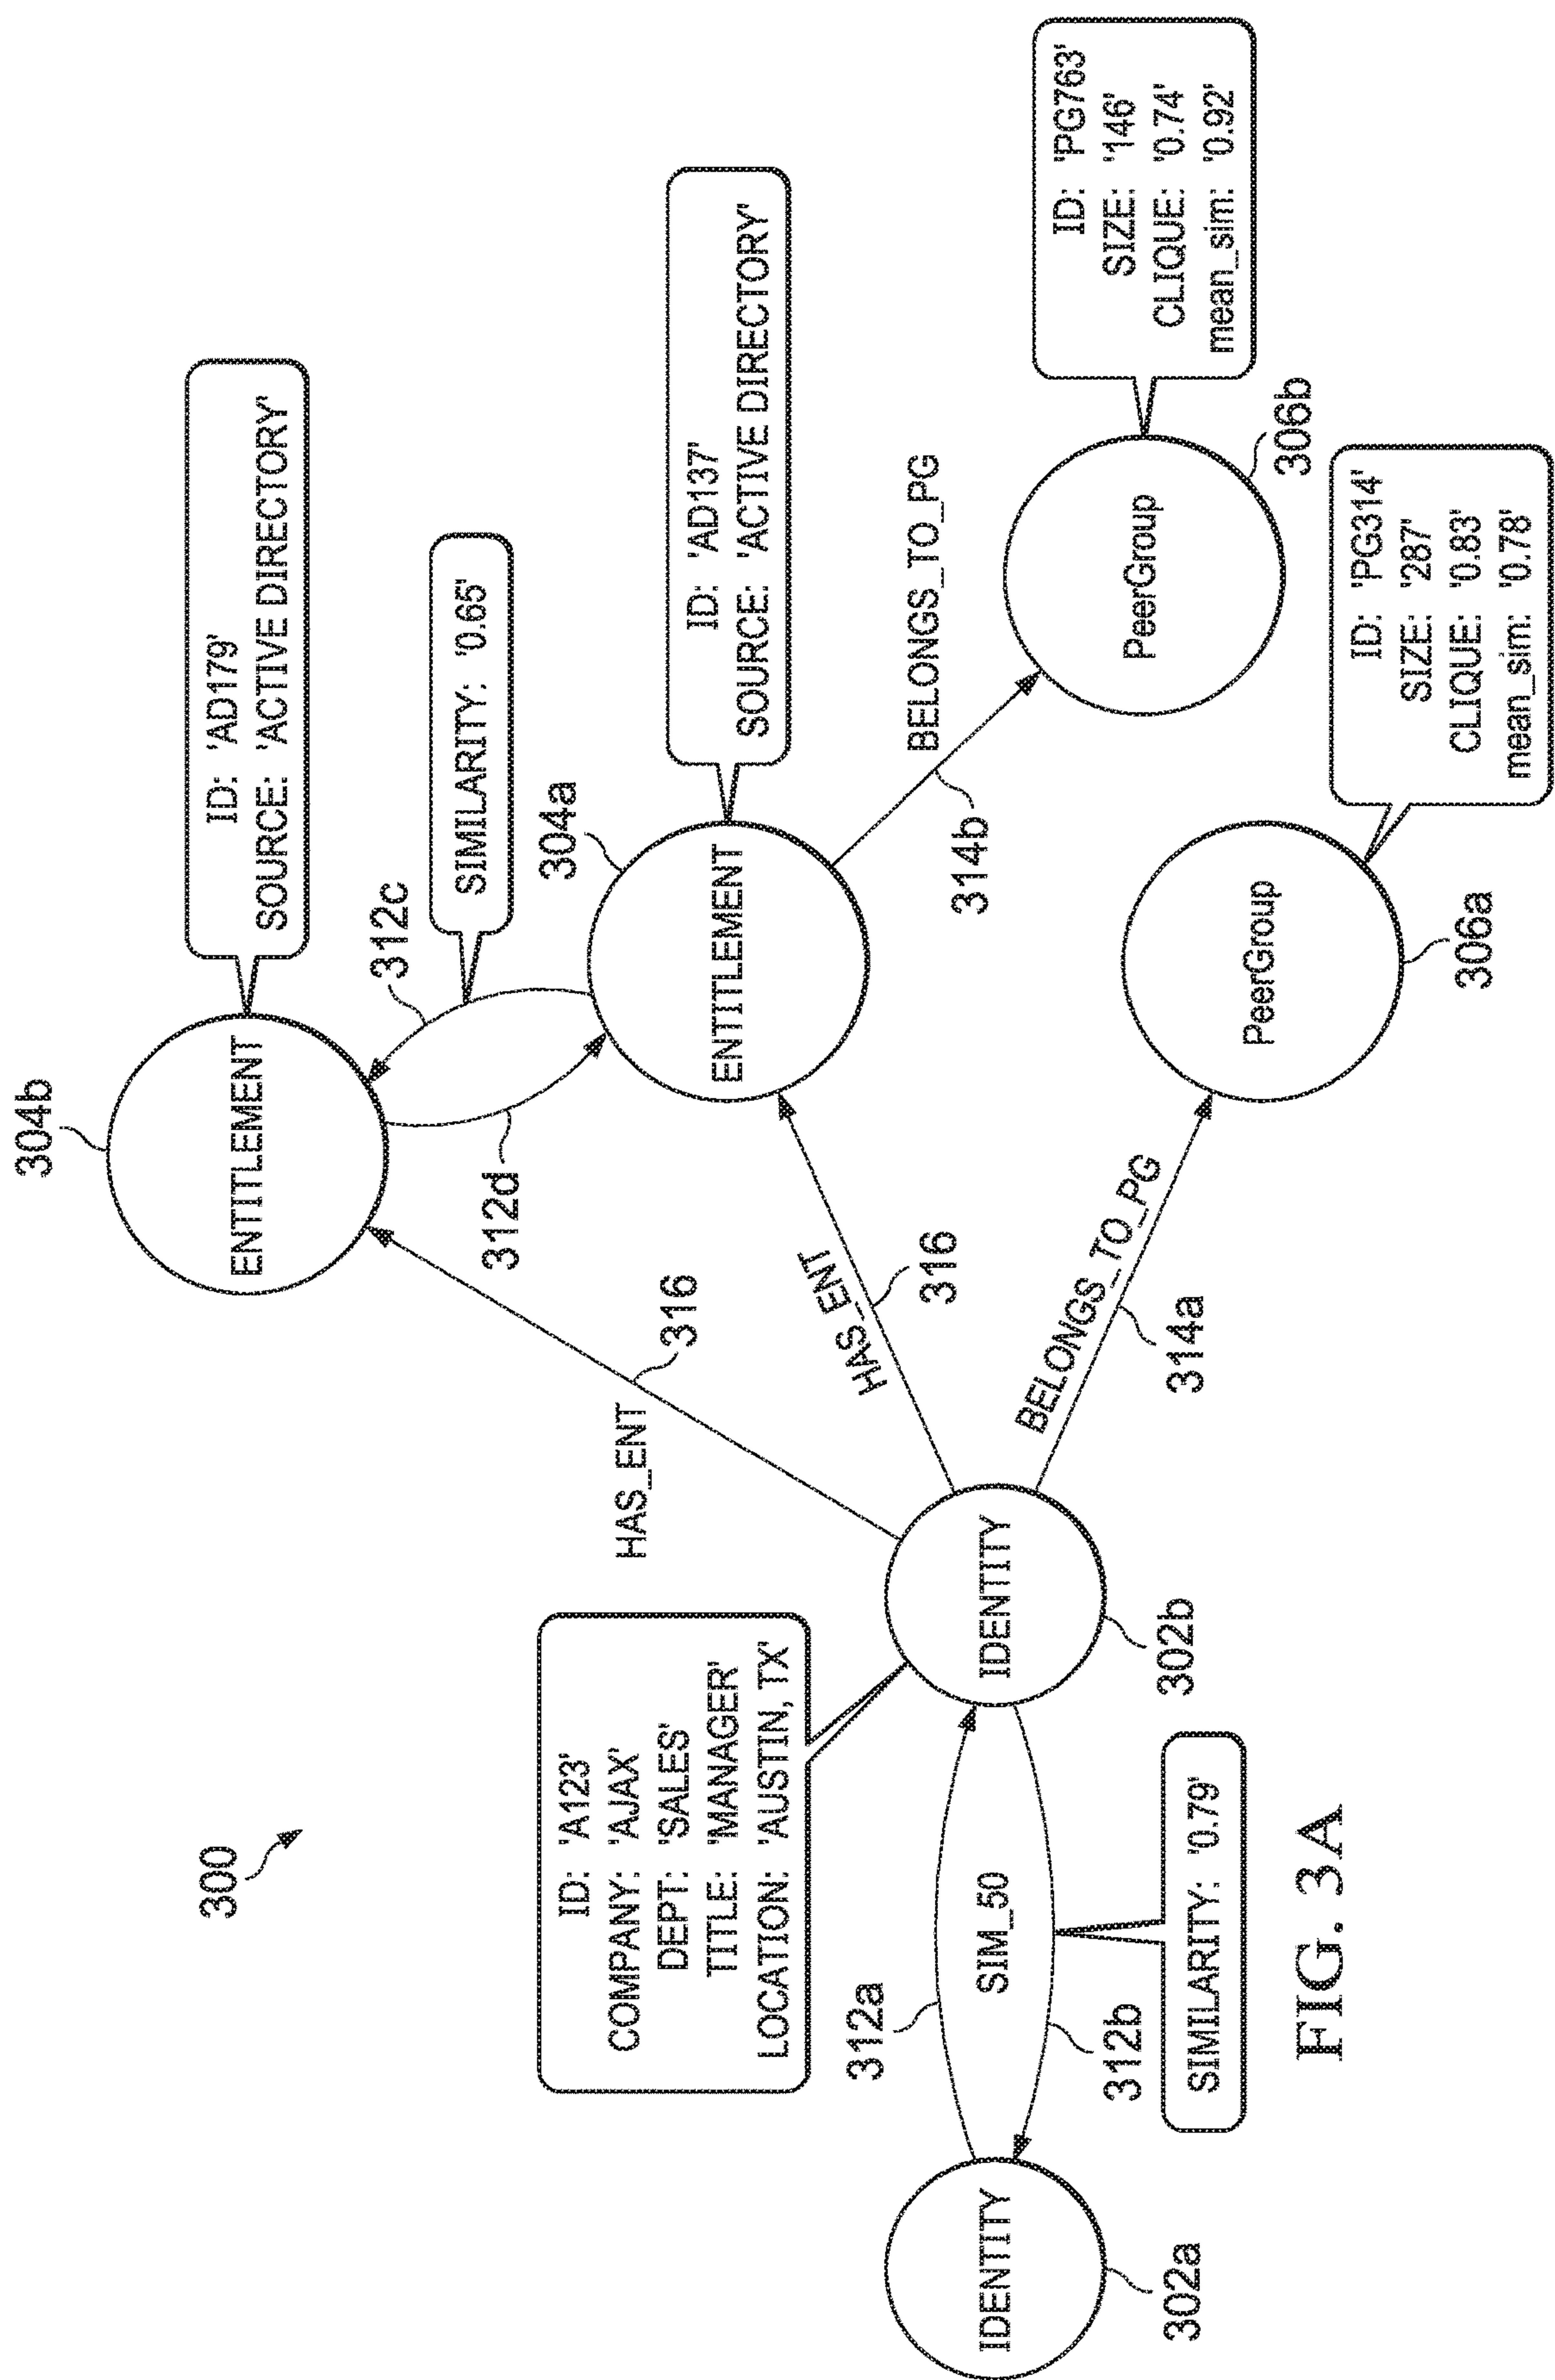 300
304b
ENTITLEMENT
ID: 'AD179'
SOURCE: 'ACTIVE DIRECTORY'
312c
312d
SIMILARITY: '0.65'
304a
ENTITLEMENT
ID: 'AD137'
SOURCE: 'ACTIVE DIRECTORY'
HAS_ENT
316
HAS_ENT
316
ID: 'A123'
COMPANY: 'AJAX'
DEPT: 'SALES'
TITLE: 'MANAGER'
LOCATION: 'AUSTIN, TX'
BELONGS_TO_PG
314b
PeerGroup
306b
ID: 'PG763'
SIZE: '146'
CLIQUE: '0.74'
mean_sim: '0.92'
IDENTITY
302a
312a
SIM_50
312b
SIMILARITY: '0.79'
IDENTITY
302b
BELONGS_TO_PG
314a
PeerGroup
306a
ID: 'PG314'
SIZE: '287'
CLIQUE: '0.83'
mean_sim: '0.78'
FIG. 3A